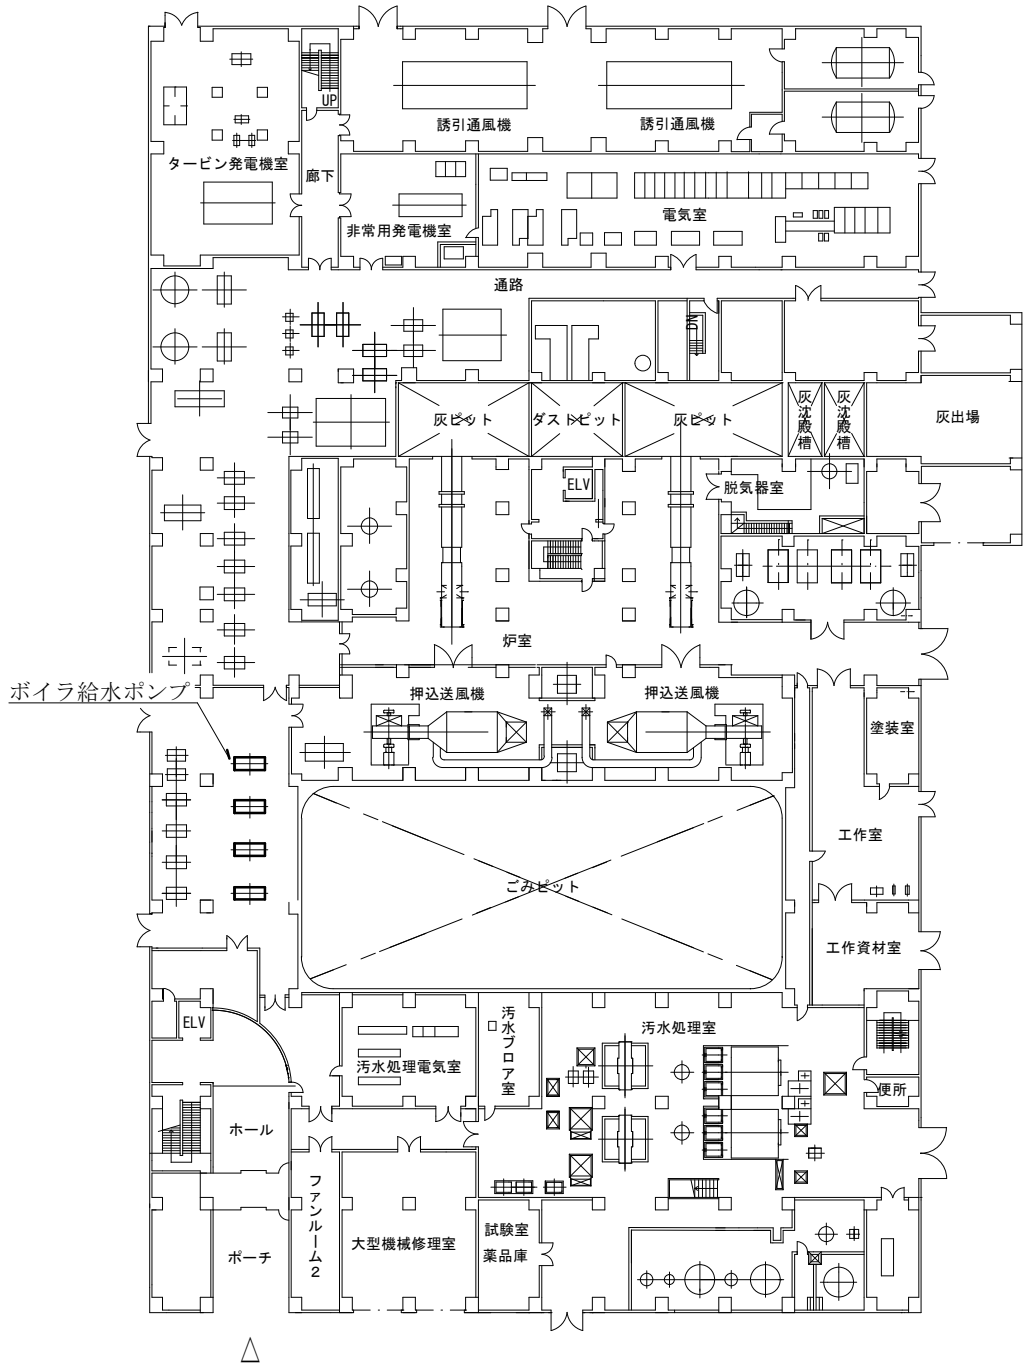 UP
誘引通風機
誘引通風機
タービン発電機室
廊下
非常用発電機室
電気室
通路
DN
灰ピット
ダストピット
灰ピット
灰沈殿槽
灰沈殿槽
灰出場
ELV
脱気器室
炉室
ボイラ給水ポンプ
押込送風機
押込送風機
塗装室
工作室
ごみピット
工作資材室
ELV
汚水ブロア室
汚水処理室
汚水処理電気室
便所
ホール
ファンルーム2
ポーチ
大型機械修理室
試験室
薬品庫